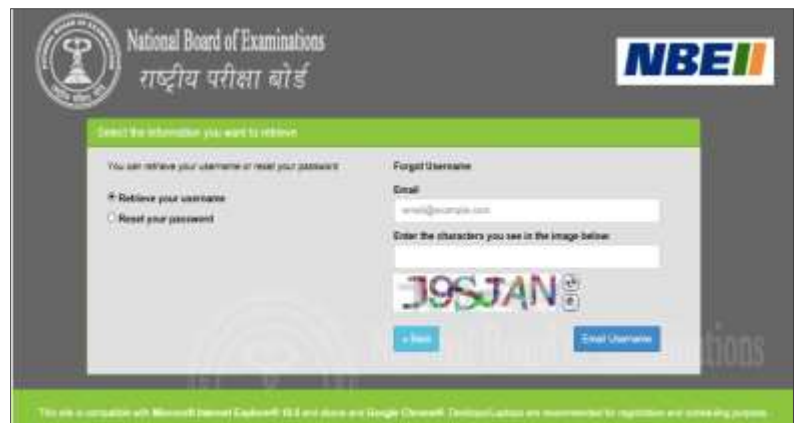 National Board of Examinations
राष्ट्रीय परीक्षा बोर्ड
NBE
Select the information you want to retrieve
You can retrieve your username or reset your password
Retrieve your username
Reset your password
Forgot Username
Email
email@example.com
Enter the characters you see in the image below
J9SJAN
« Back
Email Username
This site is compatible with Microsoft Internet Explorer® 10.0 and above and Google Chrome®. Desktops/Laptops are recommended for registration and scheduling purpose.